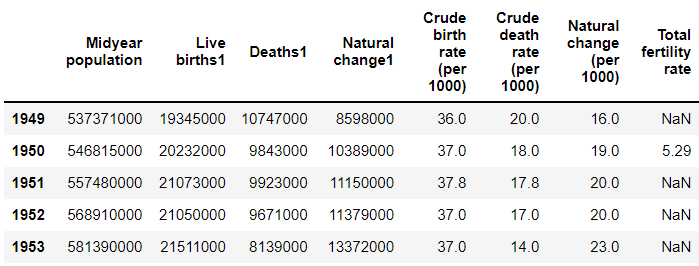 Midyear population Live births1 Deaths1 Natural change1 Crude birth rate (per 1000) Crude death rate (per 1000) Natural change (per 1000) Total fertility rate
1949 537371000 19345000 10747000 8598000 36.0 20.0 16.0 NaN
1950 546815000 20232000 9843000 10389000 37.0 18.0 19.0 5.29
1951 557480000 21073000 9923000 11150000 37.8 17.8 20.0 NaN
1952 568910000 21050000 9671000 11379000 37.0 17.0 20.0 NaN
1953 581390000 21511000 8139000 13372000 37.0 14.0 23.0 NaN